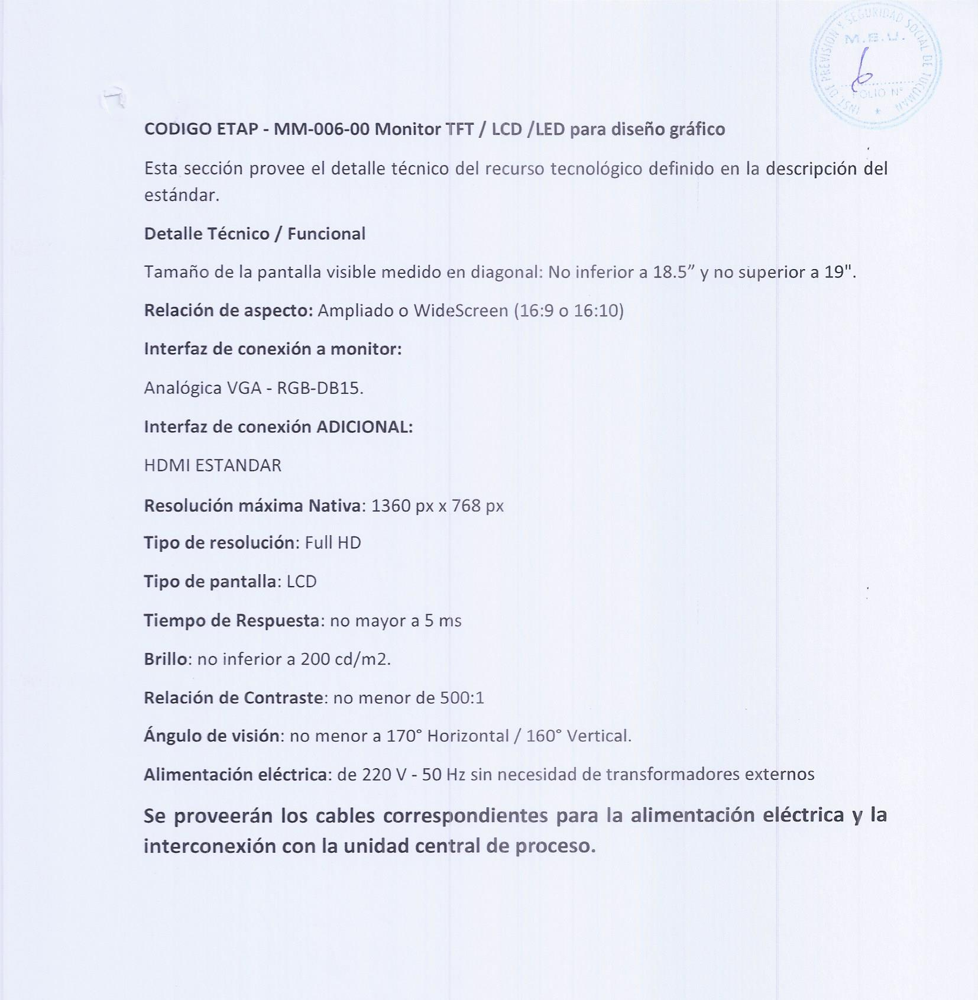 INST. DE PREVISION Y SEGURIDAD SOCIAL DE TUCUMAN
M.E.U.
6
FOLIO N°
CODIGO ETAP - MM-006-00 Monitor TFT / LCD /LED para diseño gráfico
Esta sección provee el detalle técnico del recurso tecnológico definido en la descripción del
estándar.
Detalle Técnico / Funcional
Tamaño de la pantalla visible medido en diagonal: No inferior a 18.5” y no superior a 19".
Relación de aspecto: Ampliado o WideScreen (16:9 o 16:10)
Interfaz de conexión a monitor:
Analógica VGA - RGB-DB15.
Interfaz de conexión ADICIONAL:
HDMI ESTANDAR
Resolución máxima Nativa: 1360 px x 768 px
Tipo de resolución: Full HD
Tipo de pantalla: LCD
Tiempo de Respuesta: no mayor a 5 ms
Brillo: no inferior a 200 cd/m2.
Relación de Contraste: no menor de 500:1
Ángulo de visión: no menor a 170° Horizontal / 160° Vertical.
Alimentación eléctrica: de 220 V - 50 Hz sin necesidad de transformadores externos
Se proveerán los cables correspondientes para la alimentación eléctrica y la
interconexión con la unidad central de proceso.